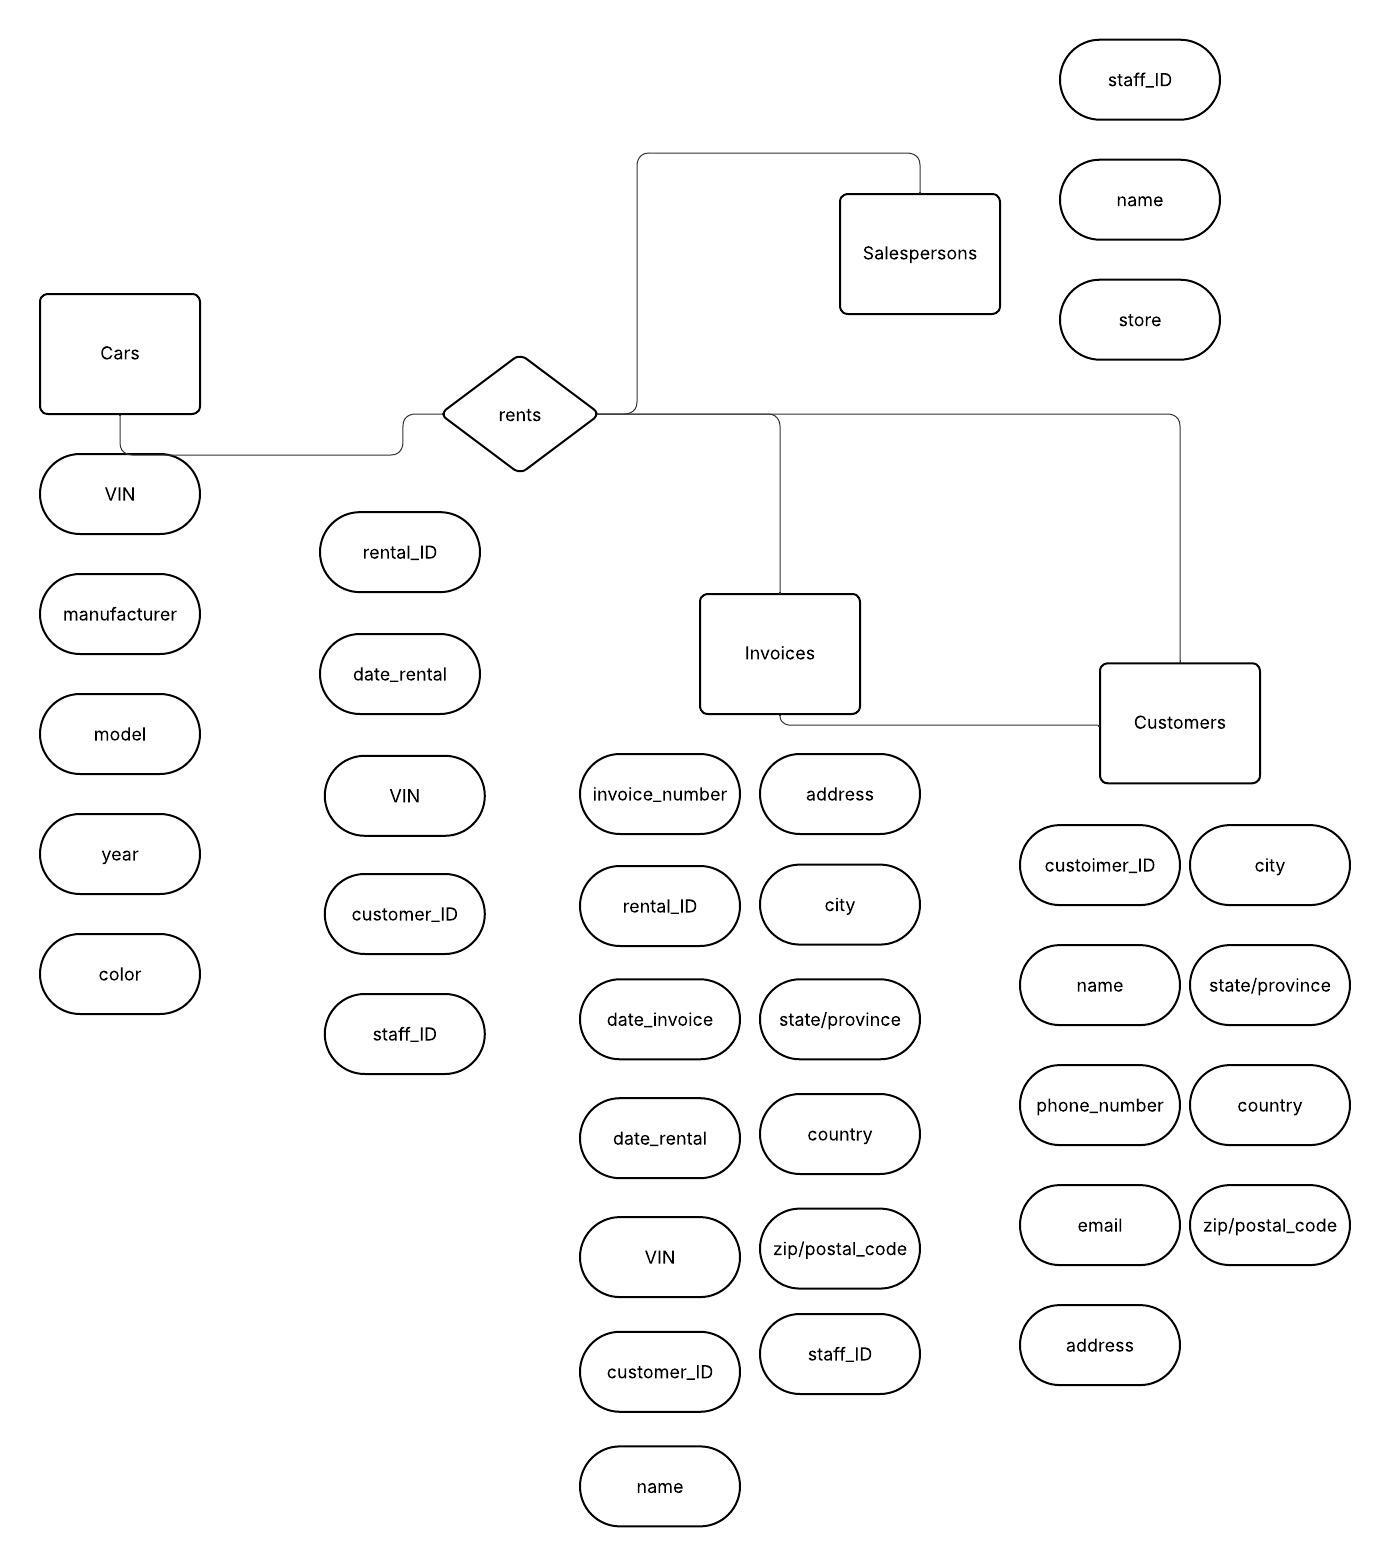 staff_ID
name
store
Salespersons
Cars
rents
VIN
manufacturer
model
year
color
rental_ID
date_rental
VIN
customer_ID
staff_ID
Invoices
invoice_number
address
rental_ID
city
date_invoice
state/province
date_rental
country
VIN
zip/postal_code
customer_ID
staff_ID
name
Customers
custoimer_ID
city
name
state/province
phone_number
country
email
zip/postal_code
address